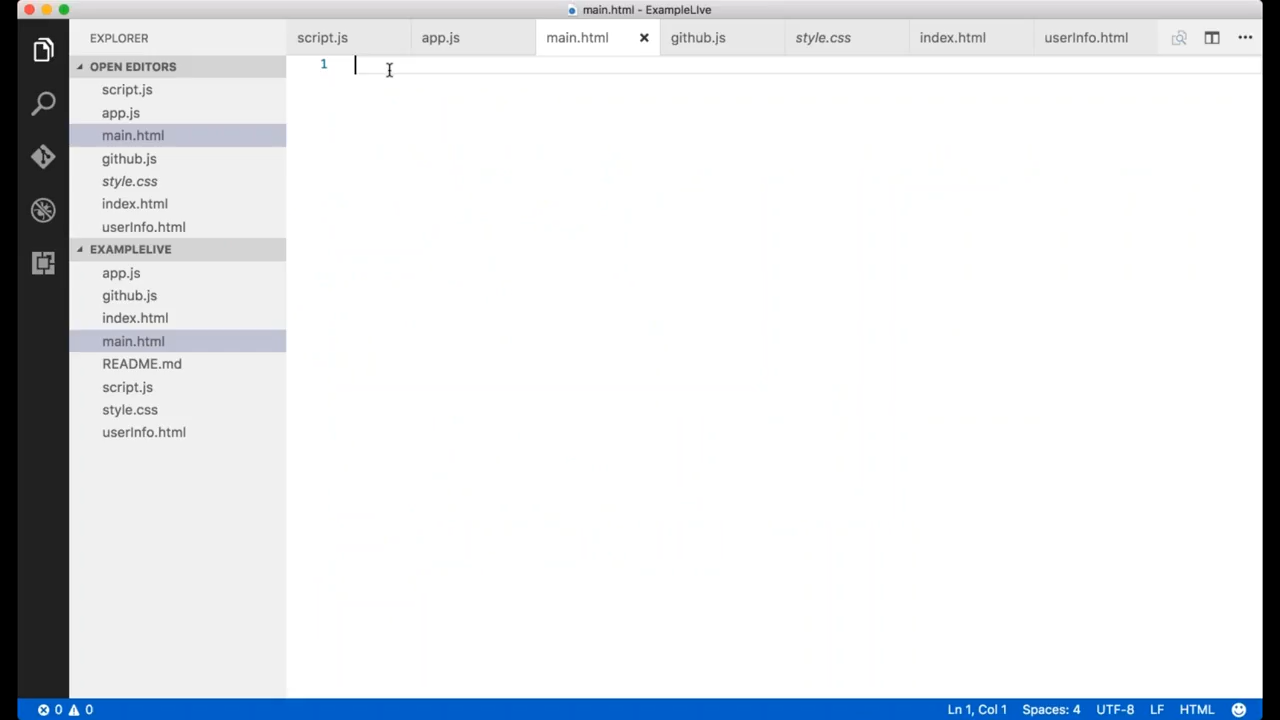 main.html - ExampleLIve
EXPLORER
script.js
app.js
main.html
github.js
style.css
index.html
userInfo.html
OPEN EDITORS
script.js
app.js
main.html
github.js
style.css
index.html
userInfo.html
EXAMPLELIVE
app.js
github.js
index.html
main.html
README.md
script.js
style.css
userInfo.html
1
0 0
Ln 1, Col 1
Spaces: 4
UTF-8
LF
HTML